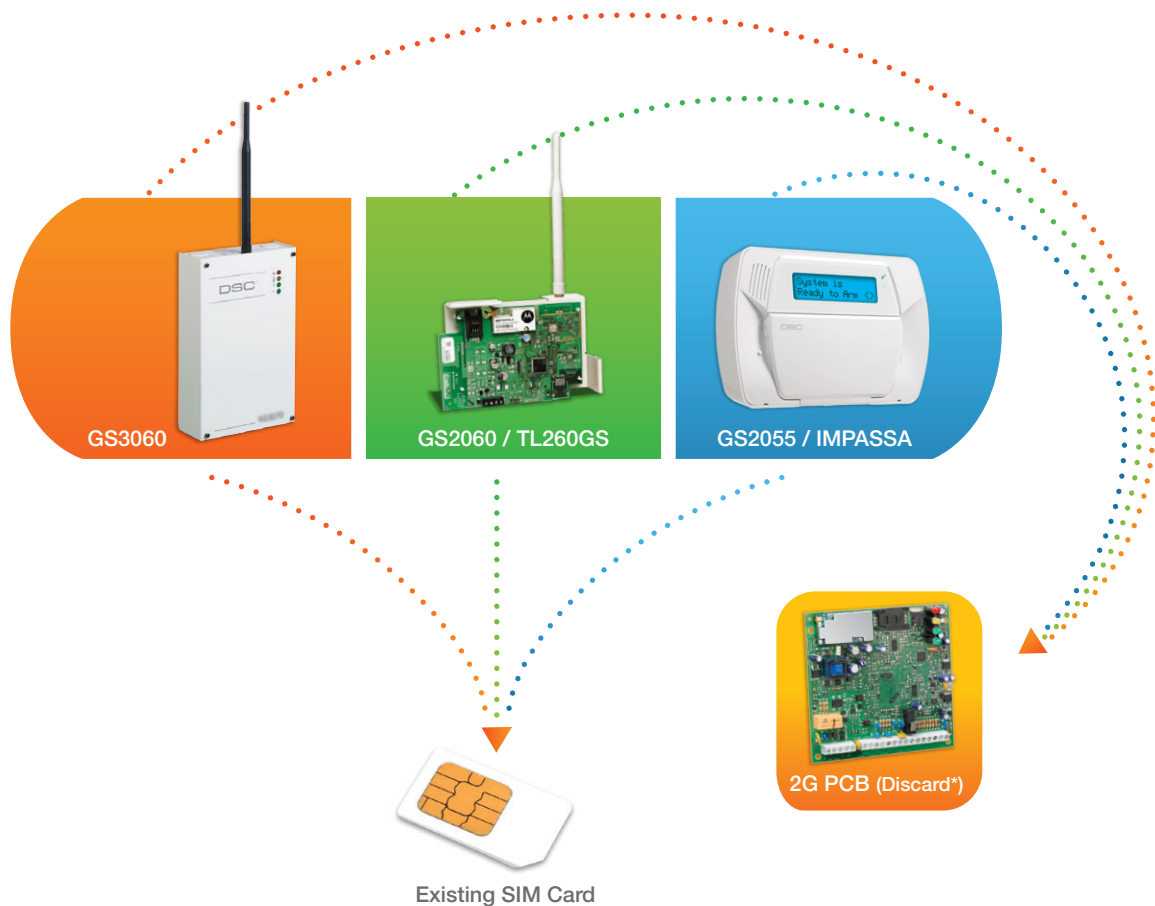 DSC
System is
Ready to Arm <>
DSC
GS3060
GS2060 / TL260GS
GS2055 / IMPASSA
2G PCB (Discard*)
Existing SIM Card